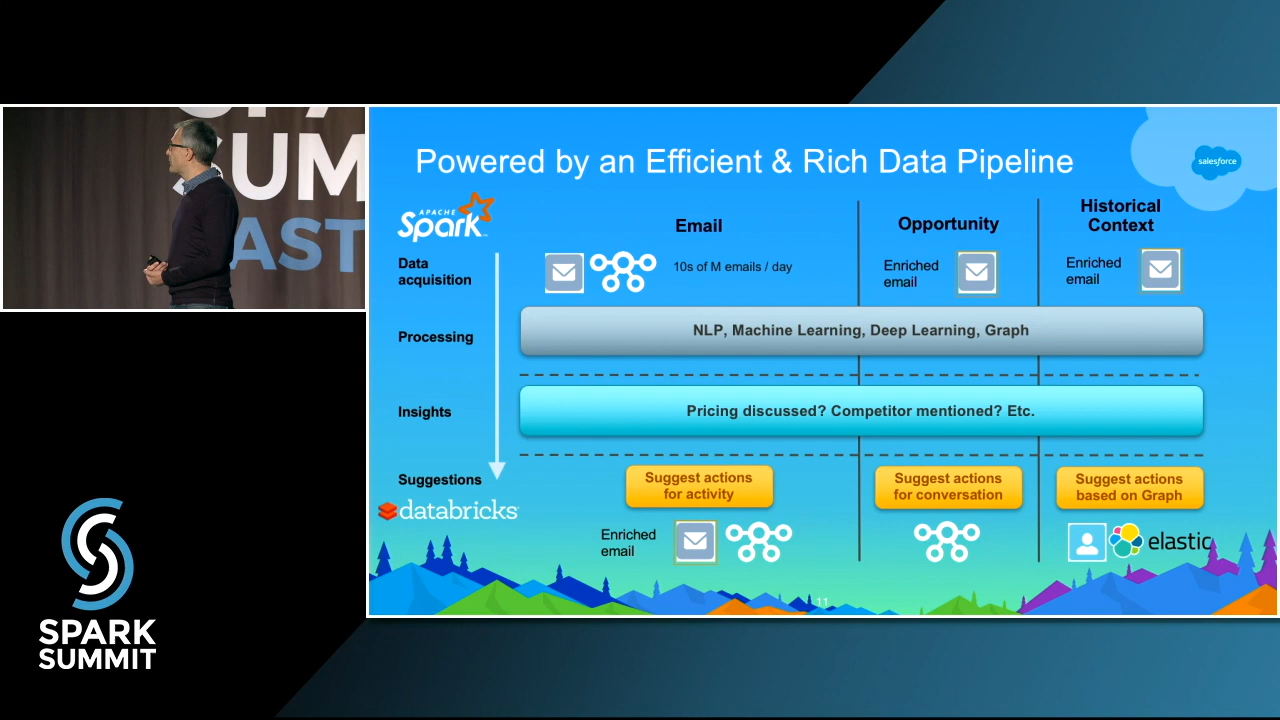 SPA
SUM
EAST
Powered by an Efficient & Rich Data Pipeline
salesforce
APACHE
Spark
Email
Opportunity
Historical
Context
Data
acquisition
10s of M emails / day
Enriched
email
Enriched
email
Processing
NLP, Machine Learning, Deep Learning, Graph
Insights
Pricing discussed? Competitor mentioned? Etc.
Suggestions
Suggest actions
for activity
Suggest actions
for conversation
Suggest actions
based on Graph
databricks
Enriched
email
elastic
11
SPARK
SUMMIT